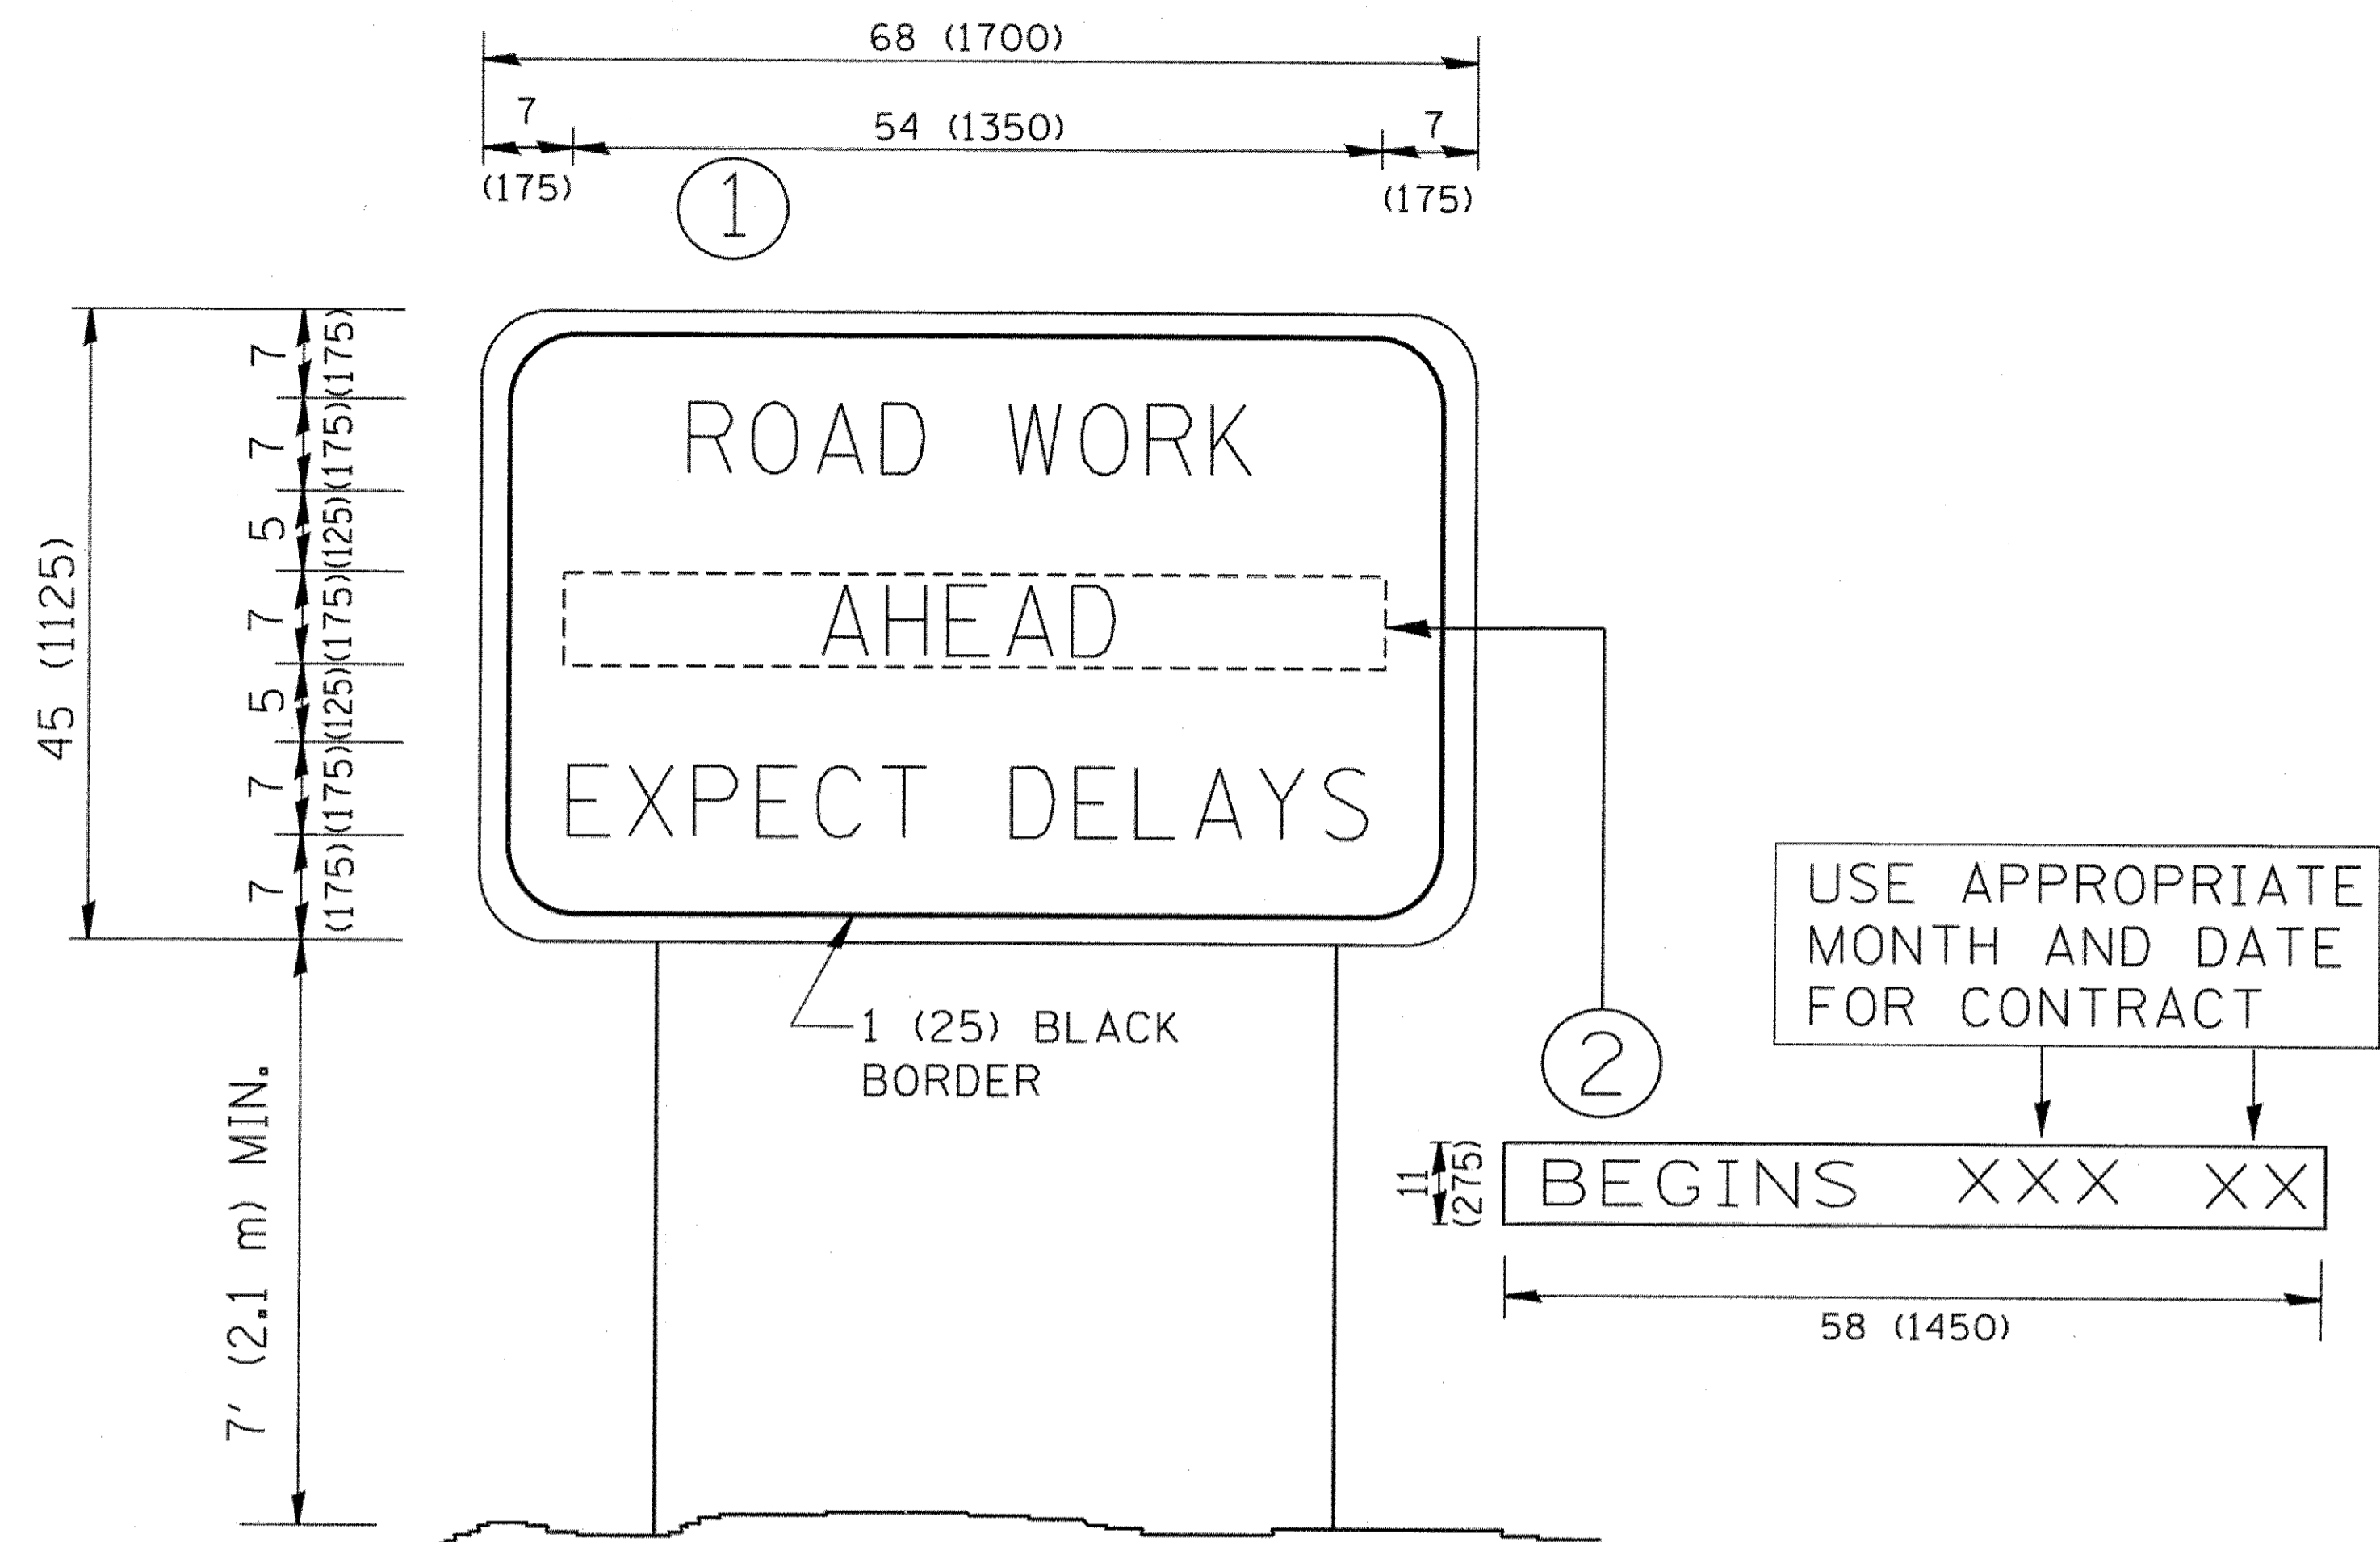 68 (1700)
7
54 (1350)
7
(175)
(175)
1
45 (1125)
7 (175)
7 (175)
5 (125)
7 (175)
5 (125)
7 (175)
7 (175)
ROAD WORK
AHEAD
EXPECT DELAYS
1 (25) BLACK
BORDER
7' (2.1 m) MIN.
2
USE APPROPRIATE
MONTH AND DATE
FOR CONTRACT
11
(275)
BEGINS XXX XX
58 (1450)